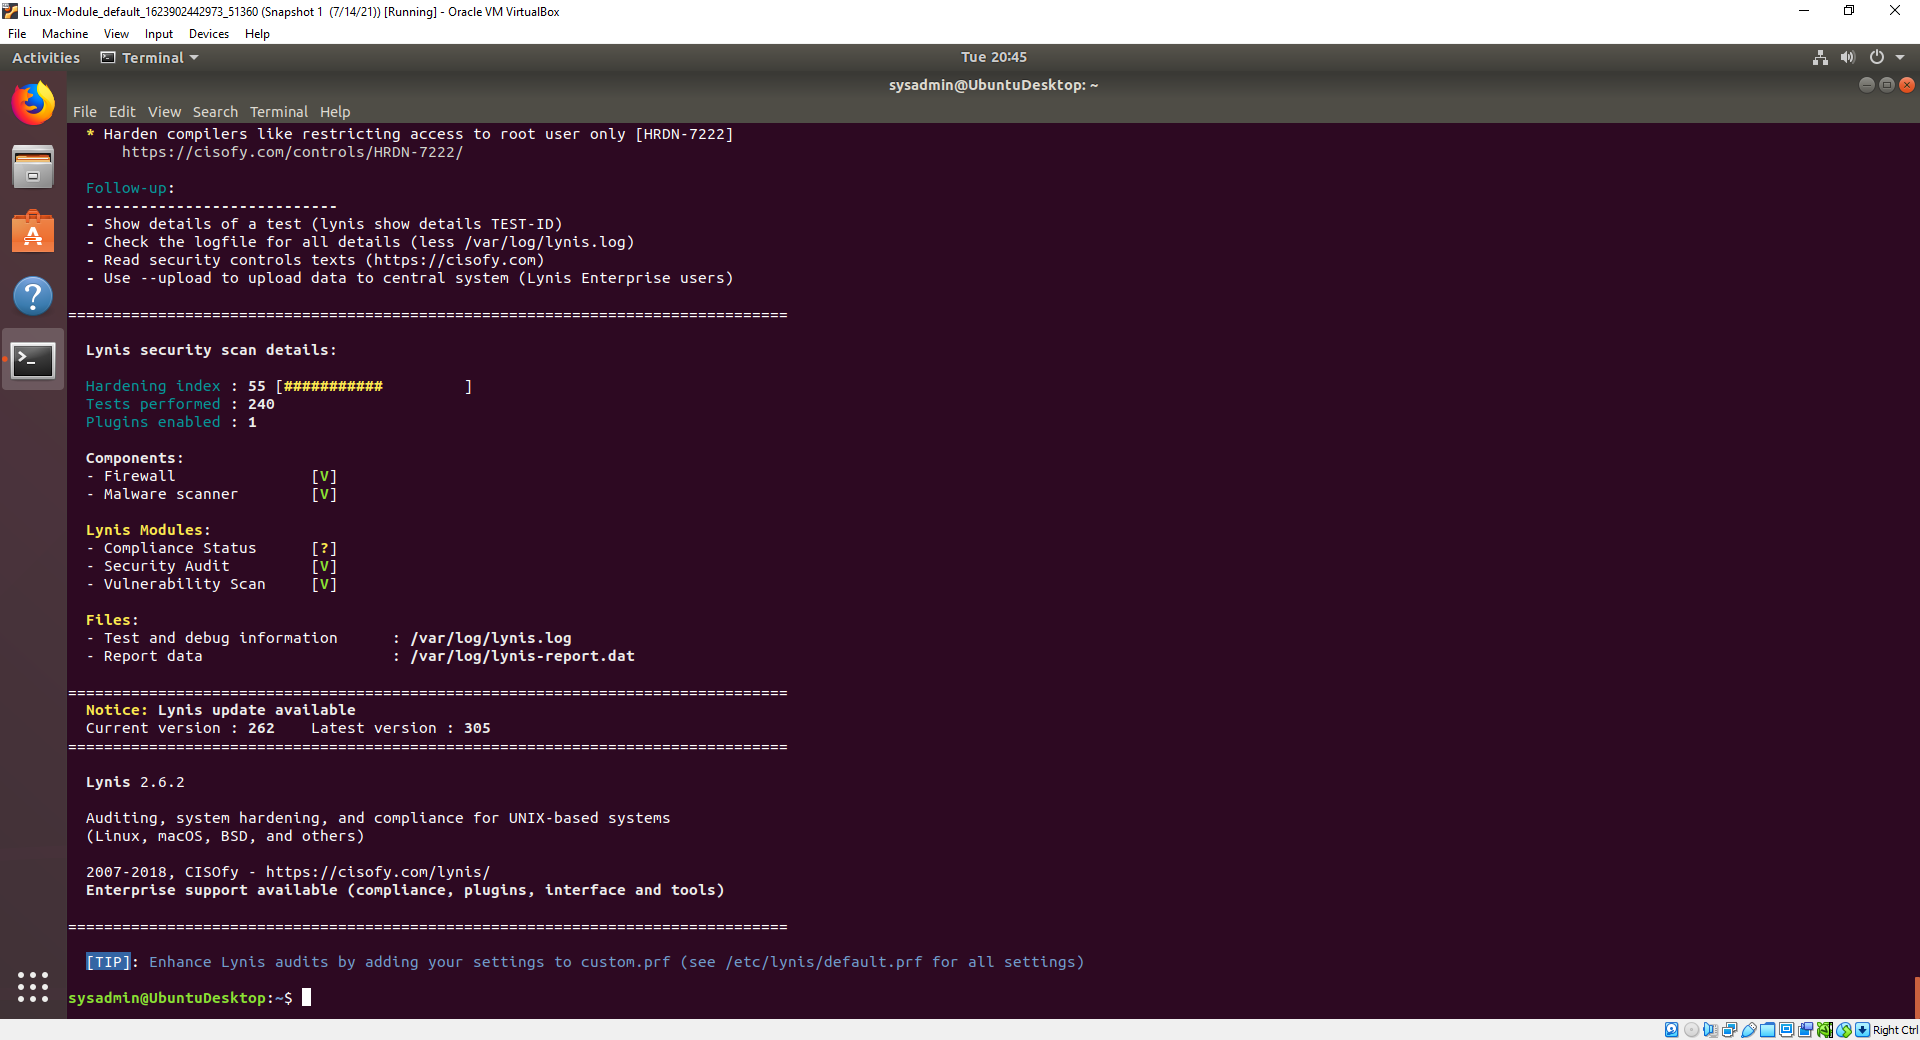 Linux-Module_default_1623902442973_51360 (Snapshot 1 (7/14/21)) [Running] - Oracle VM VirtualBox
File Machine View Input Devices Help
Activities Terminal Tue 20:45
sysadmin@UbuntuDesktop: ~
File Edit View Search Terminal Help
* Harden compilers like restricting access to root user only [HRDN-7222]
https://cisofy.com/controls/HRDN-7222/
Follow-up:
----------------------------
- Show details of a test (lynis show details TEST-ID)
- Check the logfile for all details (less /var/log/lynis.log)
- Read security controls texts (https://cisofy.com)
- Use --upload to upload data to central system (Lynis Enterprise users)
================================================================================
Lynis security scan details:
Hardening index : 55 [###########         ]
Tests performed : 240
Plugins enabled : 1
Components:
- Firewall [V]
- Malware scanner [V]
Lynis Modules:
- Compliance Status [?]
- Security Audit [V]
- Vulnerability Scan [V]
Files:
- Test and debug information : /var/log/lynis.log
- Report data : /var/log/lynis-report.dat
================================================================================
Notice: Lynis update available
Current version : 262 Latest version : 305
================================================================================
Lynis 2.6.2
Auditing, system hardening, and compliance for UNIX-based systems
(Linux, macOS, BSD, and others)
2007-2018, CISOfy - https://cisofy.com/lynis/
Enterprise support available (compliance, plugins, interface and tools)
================================================================================
[TIP]: Enhance Lynis audits by adding your settings to custom.prf (see /etc/lynis/default.prf for all settings)
sysadmin@UbuntuDesktop:~$
Right Ctrl